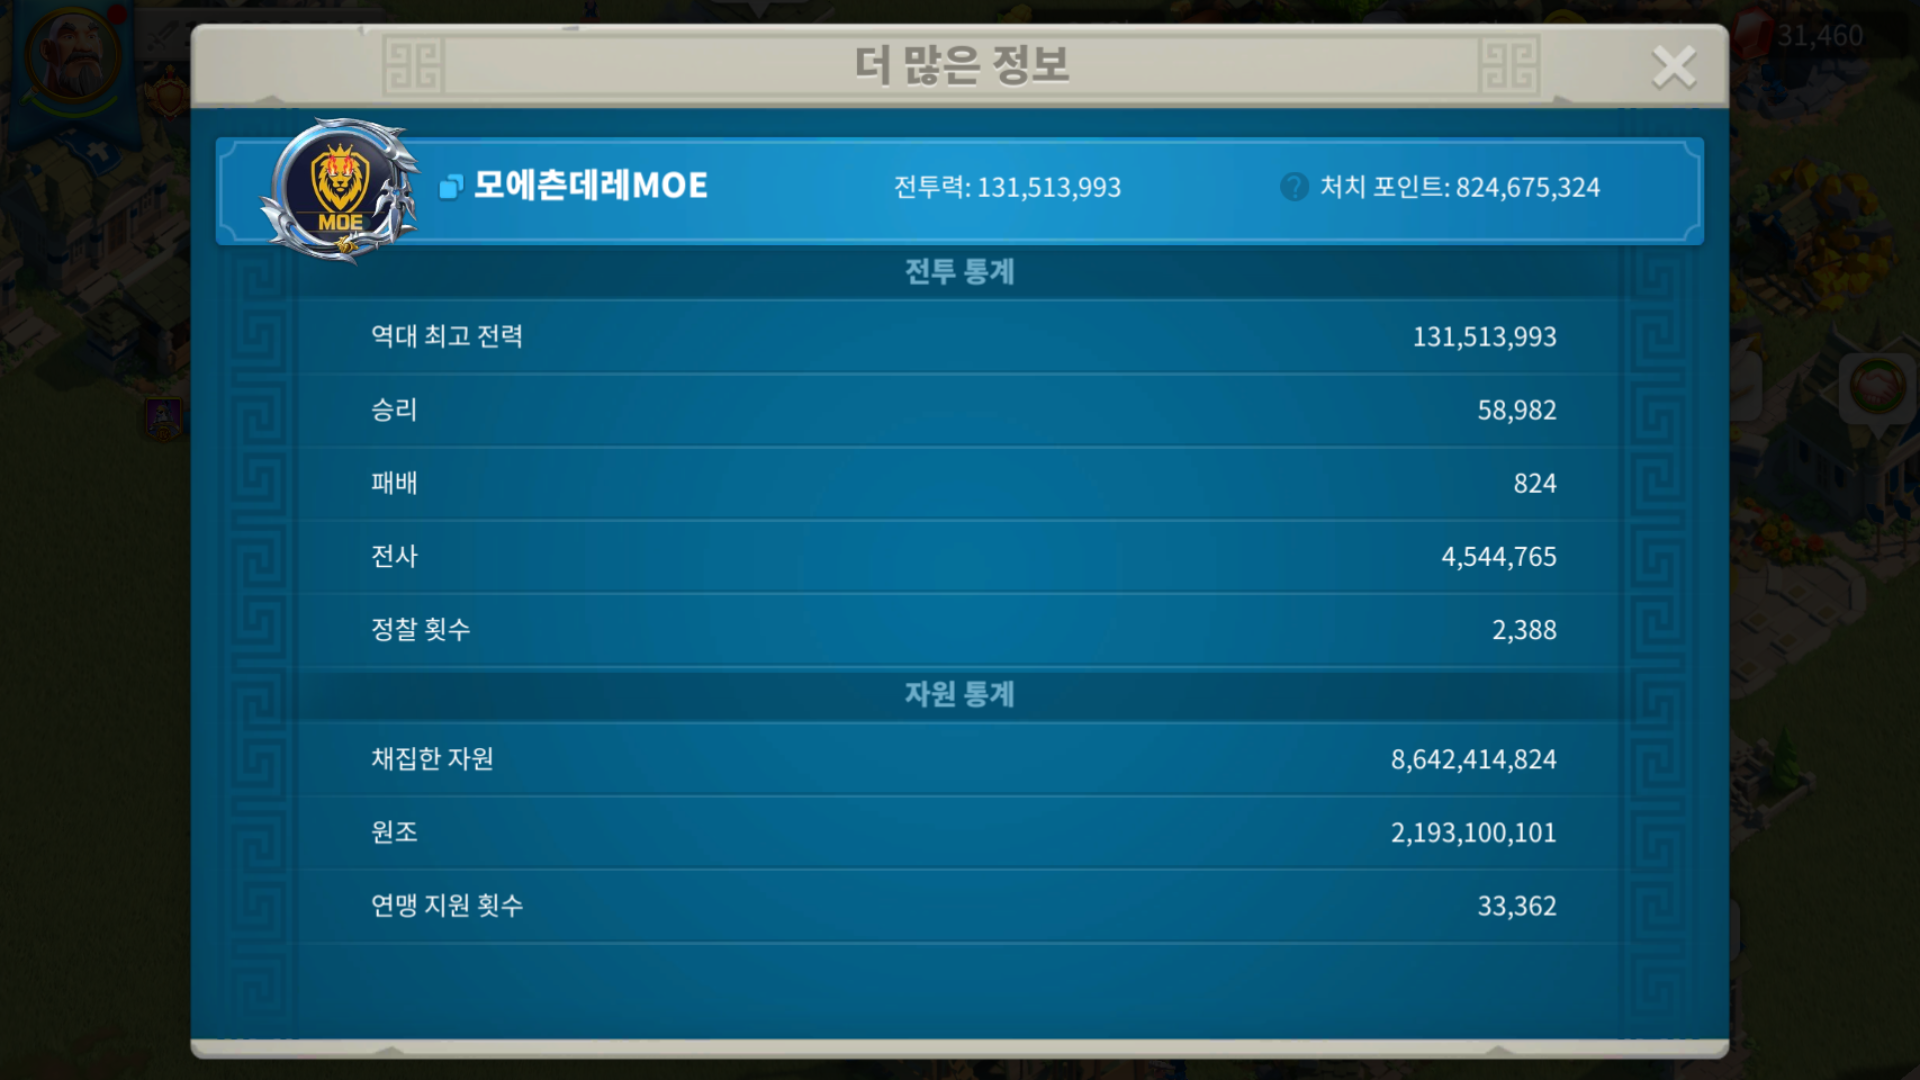 31,460
더 많은 정보
MOE
모에츤데레MOE
전투력: 131,513,993
? 처치 포인트: 824,675,324
전투 통계
역대 최고 전력 131,513,993
승리 58,982
패배 824
전사 4,544,765
정찰 횟수 2,388
자원 통계
채집한 자원 8,642,414,824
원조 2,193,100,101
연맹 지원 횟수 33,362